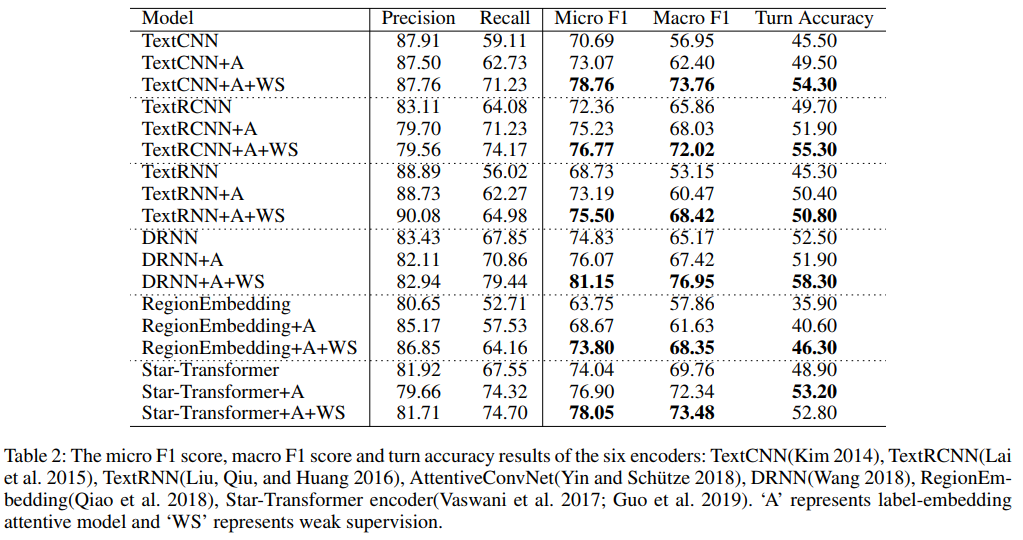 Model Precision Recall Micro F1 Macro F1 Turn Accuracy
TextCNN 87.91 59.11 70.69 56.95 45.50
TextCNN+A 87.50 62.73 73.07 62.40 49.50
TextCNN+A+WS 87.76 71.23 78.76 73.76 54.30
TextRCNN 83.11 64.08 72.36 65.86 49.70
TextRCNN+A 79.70 71.23 75.23 68.03 51.90
TextRCNN+A+WS 79.56 74.17 76.77 72.02 55.30
TextRNN 88.89 56.02 68.73 53.15 45.30
TextRNN+A 88.73 62.27 73.19 60.47 50.40
TextRNN+A+WS 90.08 64.98 75.50 68.42 50.80
DRNN 83.43 67.85 74.83 65.17 52.50
DRNN+A 82.11 70.86 76.07 67.42 51.90
DRNN+A+WS 82.94 79.44 81.15 76.95 58.30
RegionEmbedding 80.65 52.71 63.75 57.86 35.90
RegionEmbedding+A 85.17 57.53 68.67 61.63 40.60
RegionEmbedding+A+WS 86.85 64.16 73.80 68.35 46.30
Star-Transformer 81.92 67.55 74.04 69.76 48.90
Star-Transformer+A 79.66 74.32 76.90 72.34 53.20
Star-Transformer+A+WS 81.71 74.70 78.05 73.48 52.80
Table 2: The micro F1 score, macro F1 score and turn accuracy results of the six encoders: TextCNN(Kim 2014), TextRCNN(Lai
et al. 2015), TextRNN(Liu, Qiu, and Huang 2016), AttentiveConvNet(Yin and Schütze 2018), DRNN(Wang 2018), RegionEm-
bedding(Qiao et al. 2018), Star-Transformer encoder(Vaswani et al. 2017; Guo et al. 2019). ‘A’ represents label-embedding
attentive model and ‘WS’ represents weak supervision.